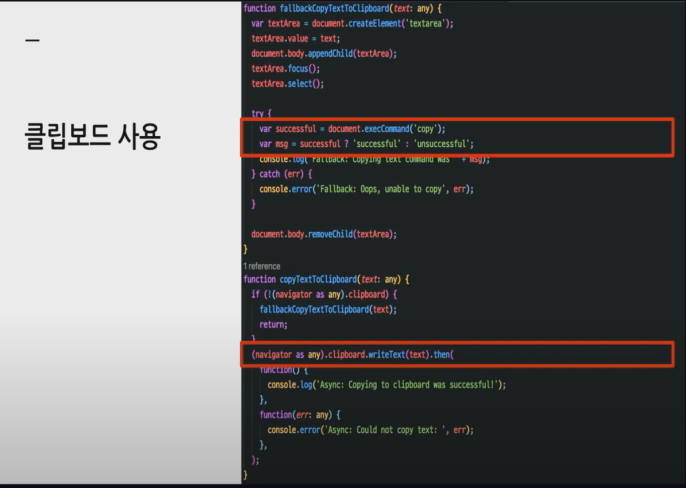 클립보드 사용
function fallbackCopyTextToClipboard(text: any) {
var textArea = document.createElement('textarea');
textArea.value = text;
document.body.appendChild(textArea);
textArea.focus();
textArea.select();
try {
var successful = document.execCommand('copy');
var msg = successful ? 'successful' : 'unsuccessful';
console.log('Fallback: Copying text command was ' + msg);
} catch (err) {
console.error('Fallback: Oops, unable to copy', err);
}
document.body.removeChild(textArea);
}
1 reference
function copyTextToClipboard(text: any) {
if (!(navigator as any).clipboard) {
fallbackCopyTextToClipboard(text);
return;
}
(navigator as any).clipboard.writeText(text).then(
function() {
console.log('Async: Copying to clipboard was successful!');
},
function(err: any) {
console.error('Async: Could not copy text: ', err);
},
);
}